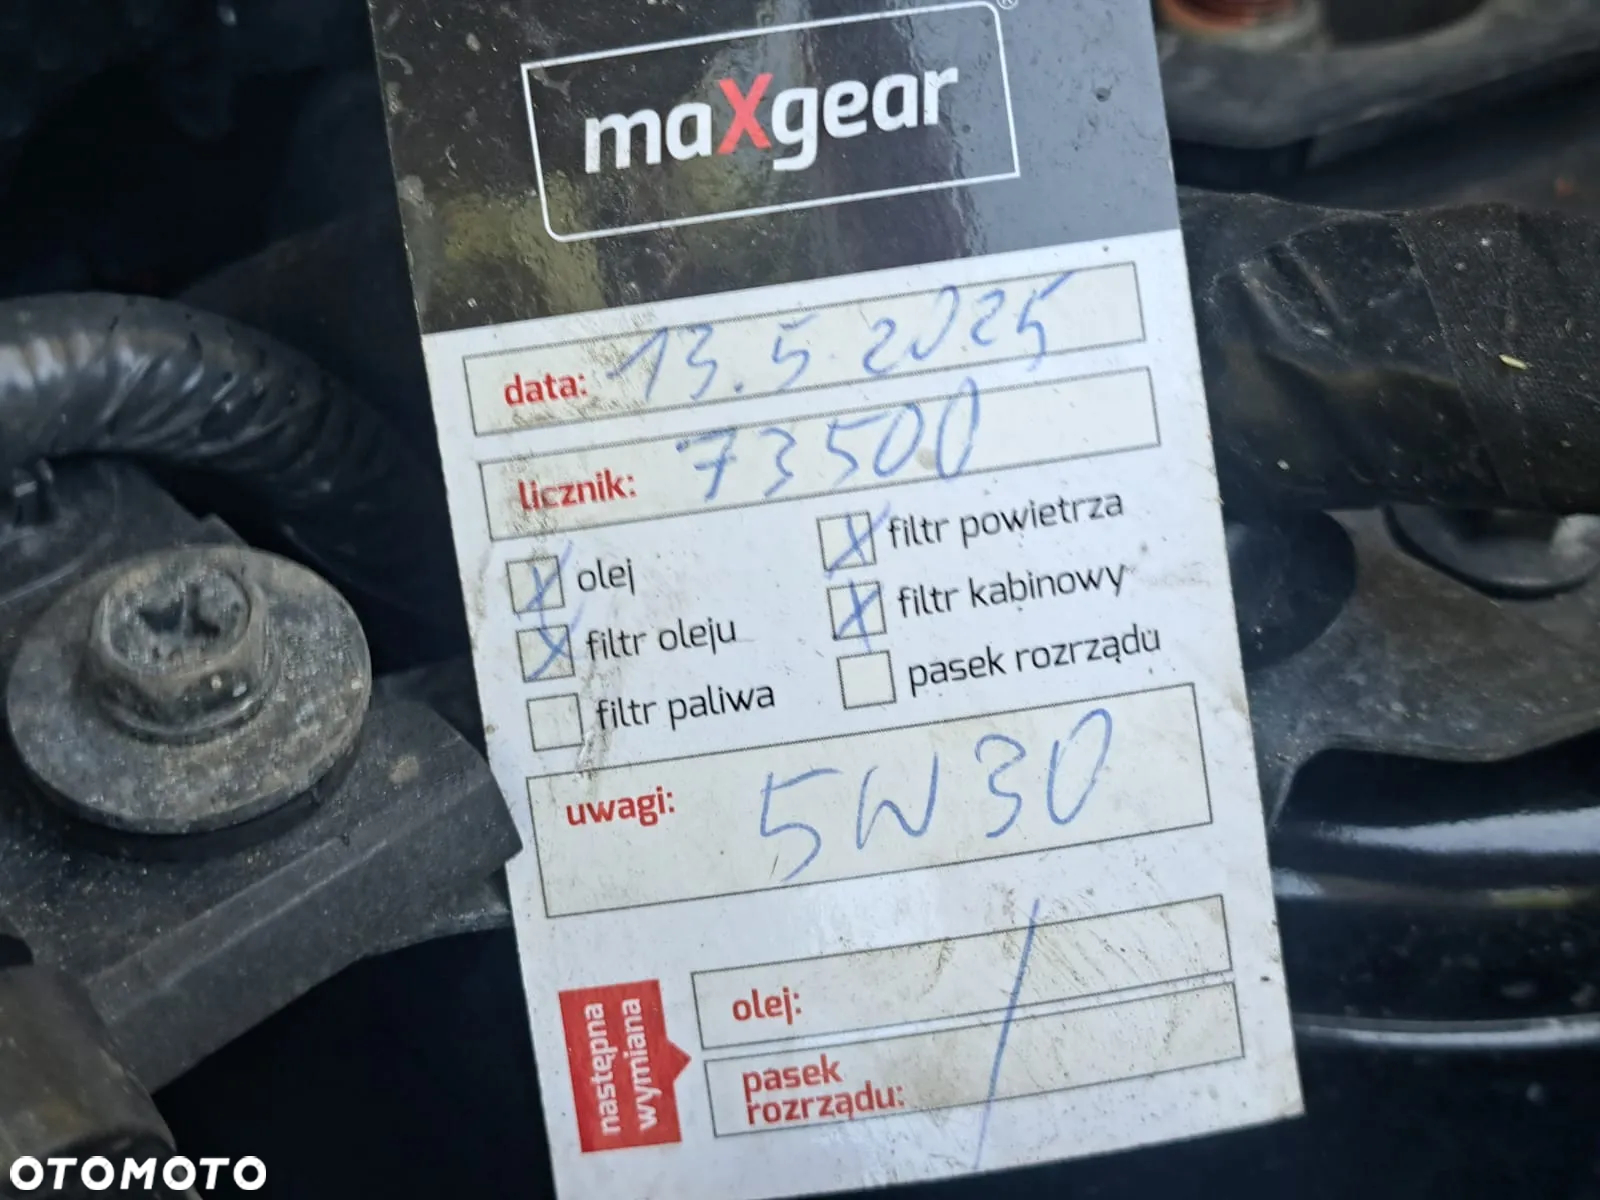 maXgear®
data: 13.5 2025
licznik: 73500
olej
filtr powietrza
filtr oleju
filtr kabinowy
filtr paliwa
pasek rozrządu
uwagi: 5W30
następna
wymiana
olej:
pasek
rozrządu:
OTOMOTO